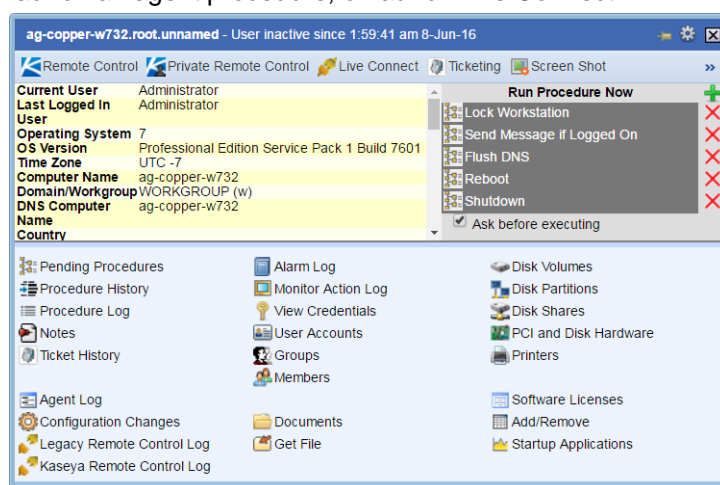 ag-copper-w732.root.unnamed - User inactive since 1:59:41 am 8-Jun-16
Remote Control Private Remote Control Live Connect Ticketing Screen Shot »
Current User Administrator
Last Logged In User Administrator
Operating System 7
OS Version Professional Edition Service Pack 1 Build 7601
Time Zone UTC -7
Computer Name ag-copper-w732
Domain/Workgroup WORKGROUP (w)
DNS Computer Name ag-copper-w732
Country
Run Procedure Now
Lock Workstation
Send Message if Logged On
Flush DNS
Reboot
Shutdown
Ask before executing
Pending Procedures
Procedure History
Procedure Log
Notes
Ticket History
Agent Log
Configuration Changes
Legacy Remote Control Log
Kaseya Remote Control Log
Alarm Log
Monitor Action Log
View Credentials
User Accounts
Groups
Members
Documents
Get File
Disk Volumes
Disk Partitions
Disk Shares
PCI and Disk Hardware
Printers
Software Licenses
Add/Remove
Startup Applications